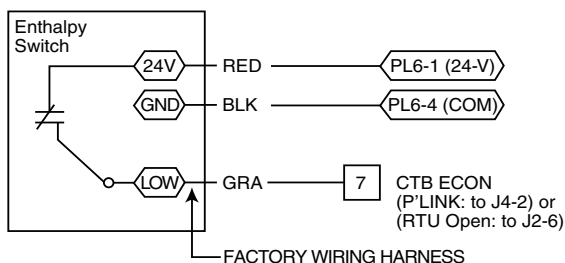 Enthalpy
Switch
24V RED PL6-1 (24-V)
GND BLK PL6-4 (COM)
LOW GRA 7 CTB ECON
(P'LINK: to J4-2) or
(RTU Open: to J2-6)
FACTORY WIRING HARNESS